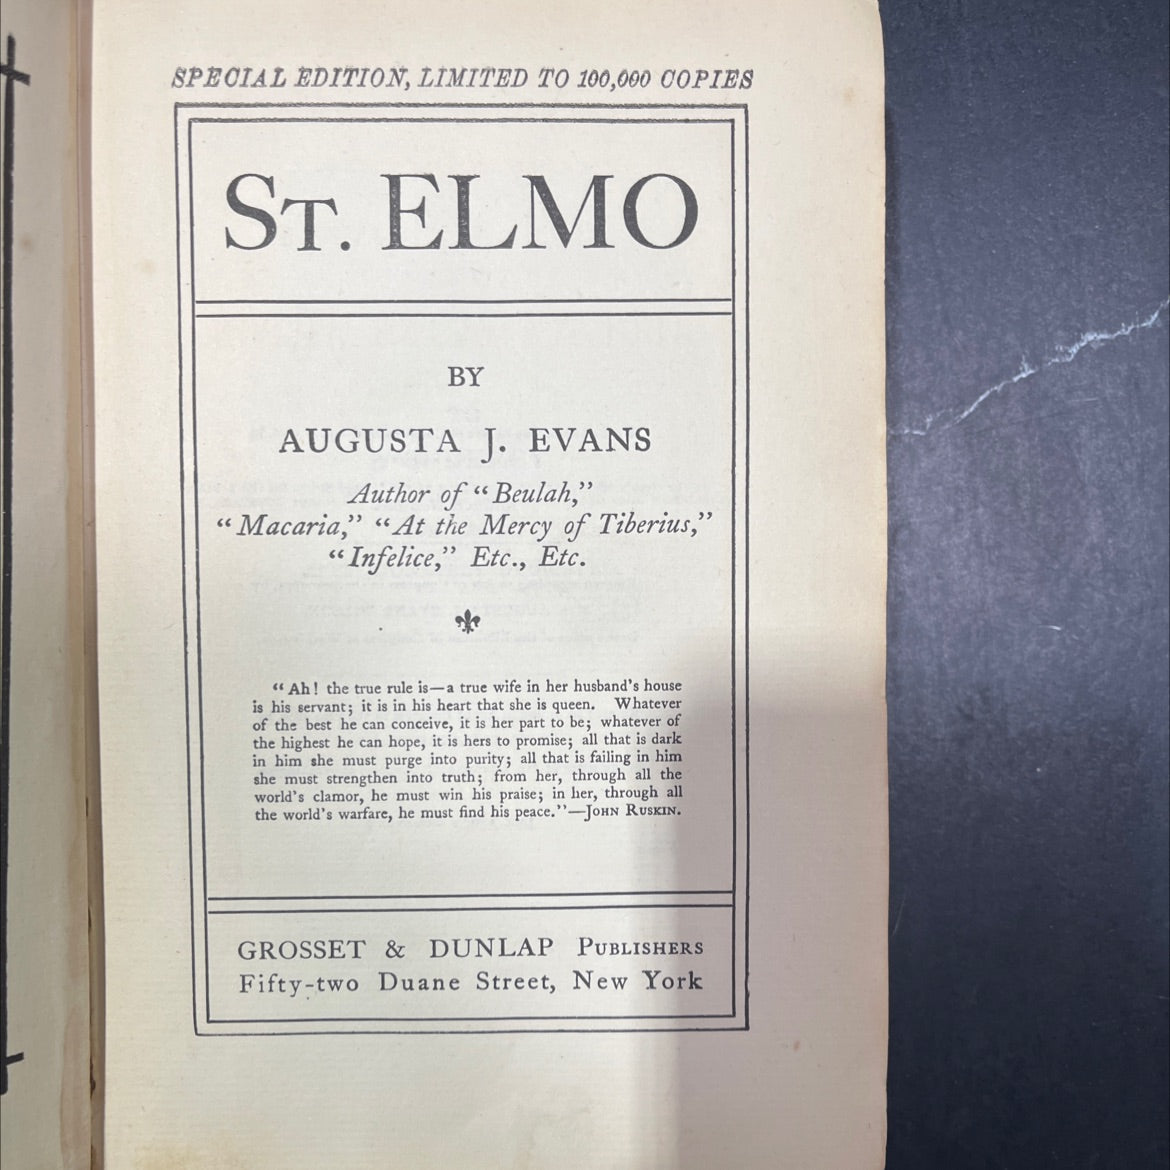 SPECIAL EDITION, LIMITED TO 100,000 COPIES
ST. ELMO
BY
AUGUSTA J. EVANS
Author of “Beulah,”
“Macaria,” “At the Mercy of Tiberius,”
“Infelice,” Etc., Etc.
“Ah! the true rule is—a true wife in her husband's house
is his servant; it is in his heart that she is queen. Whatever
of the best he can conceive, it is her part to be; whatever of
the highest he can hope, it is hers to promise; all that is dark
in him she must purge into purity; all that is failing in him
she must strengthen into truth; from her, through all the
world's clamor, he must win his praise; in her, through all
the world's warfare, he must find his peace.”—JOHN RUSKIN.
GROSSET & DUNLAP PUBLISHERS
Fifty-two Duane Street, New York